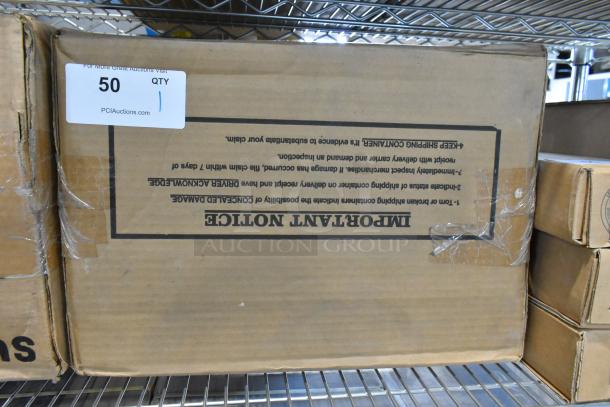 For More Great Auctions Visit
50 QTY
1
PCIAuctions.com
IMPORTANT NOTICE
1- Torn or brokan shipping containers indicate the possibility of CONCEALED DAMAGE.
2-Indicate status of shipping container on delivery receipt and have DRIVER ACKNOWLEDGE.
7-Immediately inspect merchandise. If damage has occurred, file claim within 7 days of
receipt with delivery carrier and demand an inspection.
4-KEEP SHIPPING CONTAINER. It's evidence to substantiate your claim.
AUCTION GROUP
ns